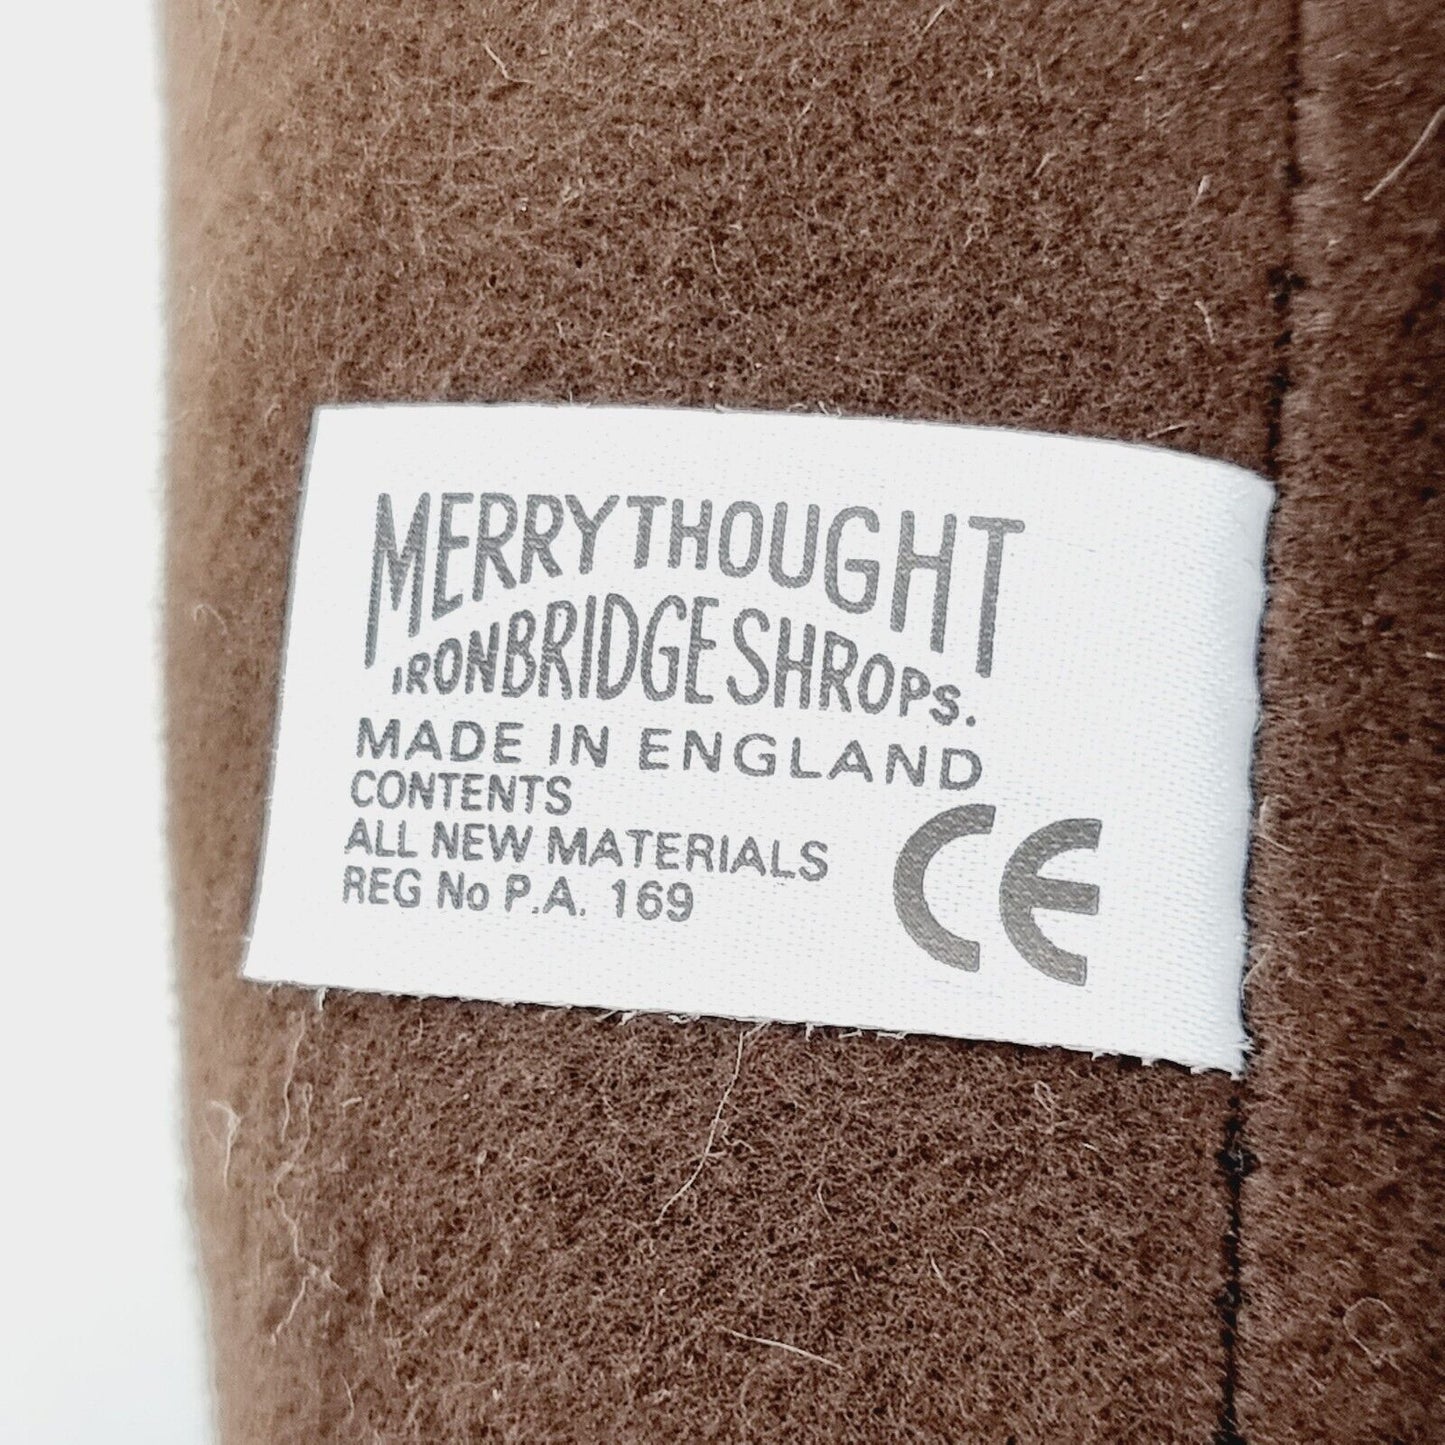 MERRYTHOUGHT
IRONBRIDGE SHROPS.
MADE IN ENGLAND
CONTENTS
ALL NEW MATERIALS
REG No P.A. 169
CE